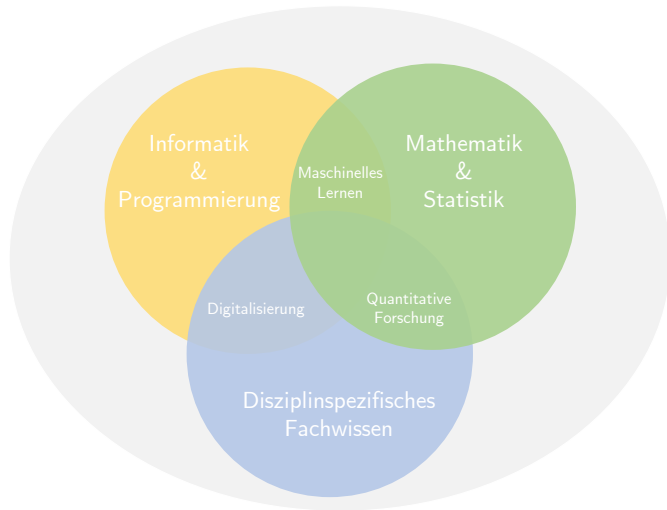 Informatik
&
Programmierung
Mathematik
&
Statistik
Maschinelles
Lernen
Digitalisierung
Quantitative
Forschung
Disziplinspezifisches
Fachwissen